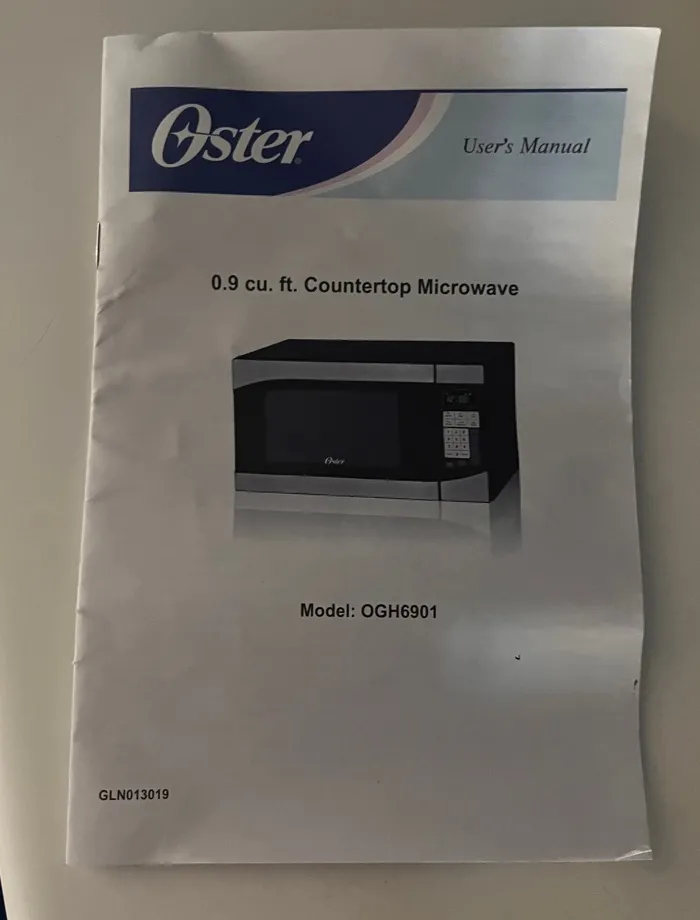 Oster
User's Manual
0.9 cu. ft. Countertop Microwave
Oster
Model: OGH6901
GLN013019